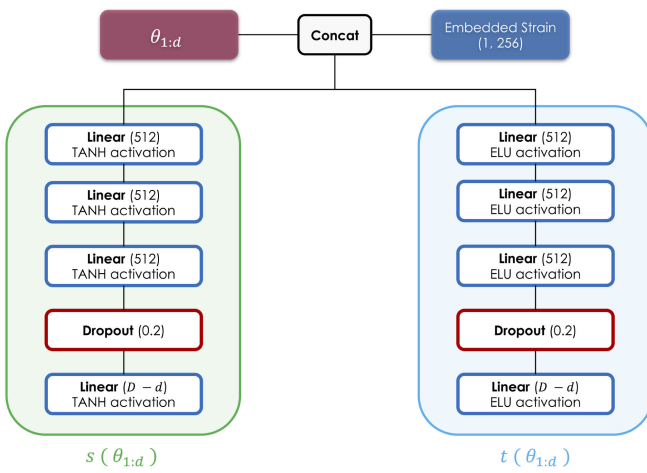 θ1:d
Concat
Embedded Strain
(1, 256)
Linear (512)
TANH activation
Linear (512)
TANH activation
Linear (512)
TANH activation
Dropout (0.2)
Linear (D − d)
TANH activation
s ( θ1:d )
Linear (512)
ELU activation
Linear (512)
ELU activation
Linear (512)
ELU activation
Dropout (0.2)
Linear (D − d)
ELU activation
t ( θ1:d )